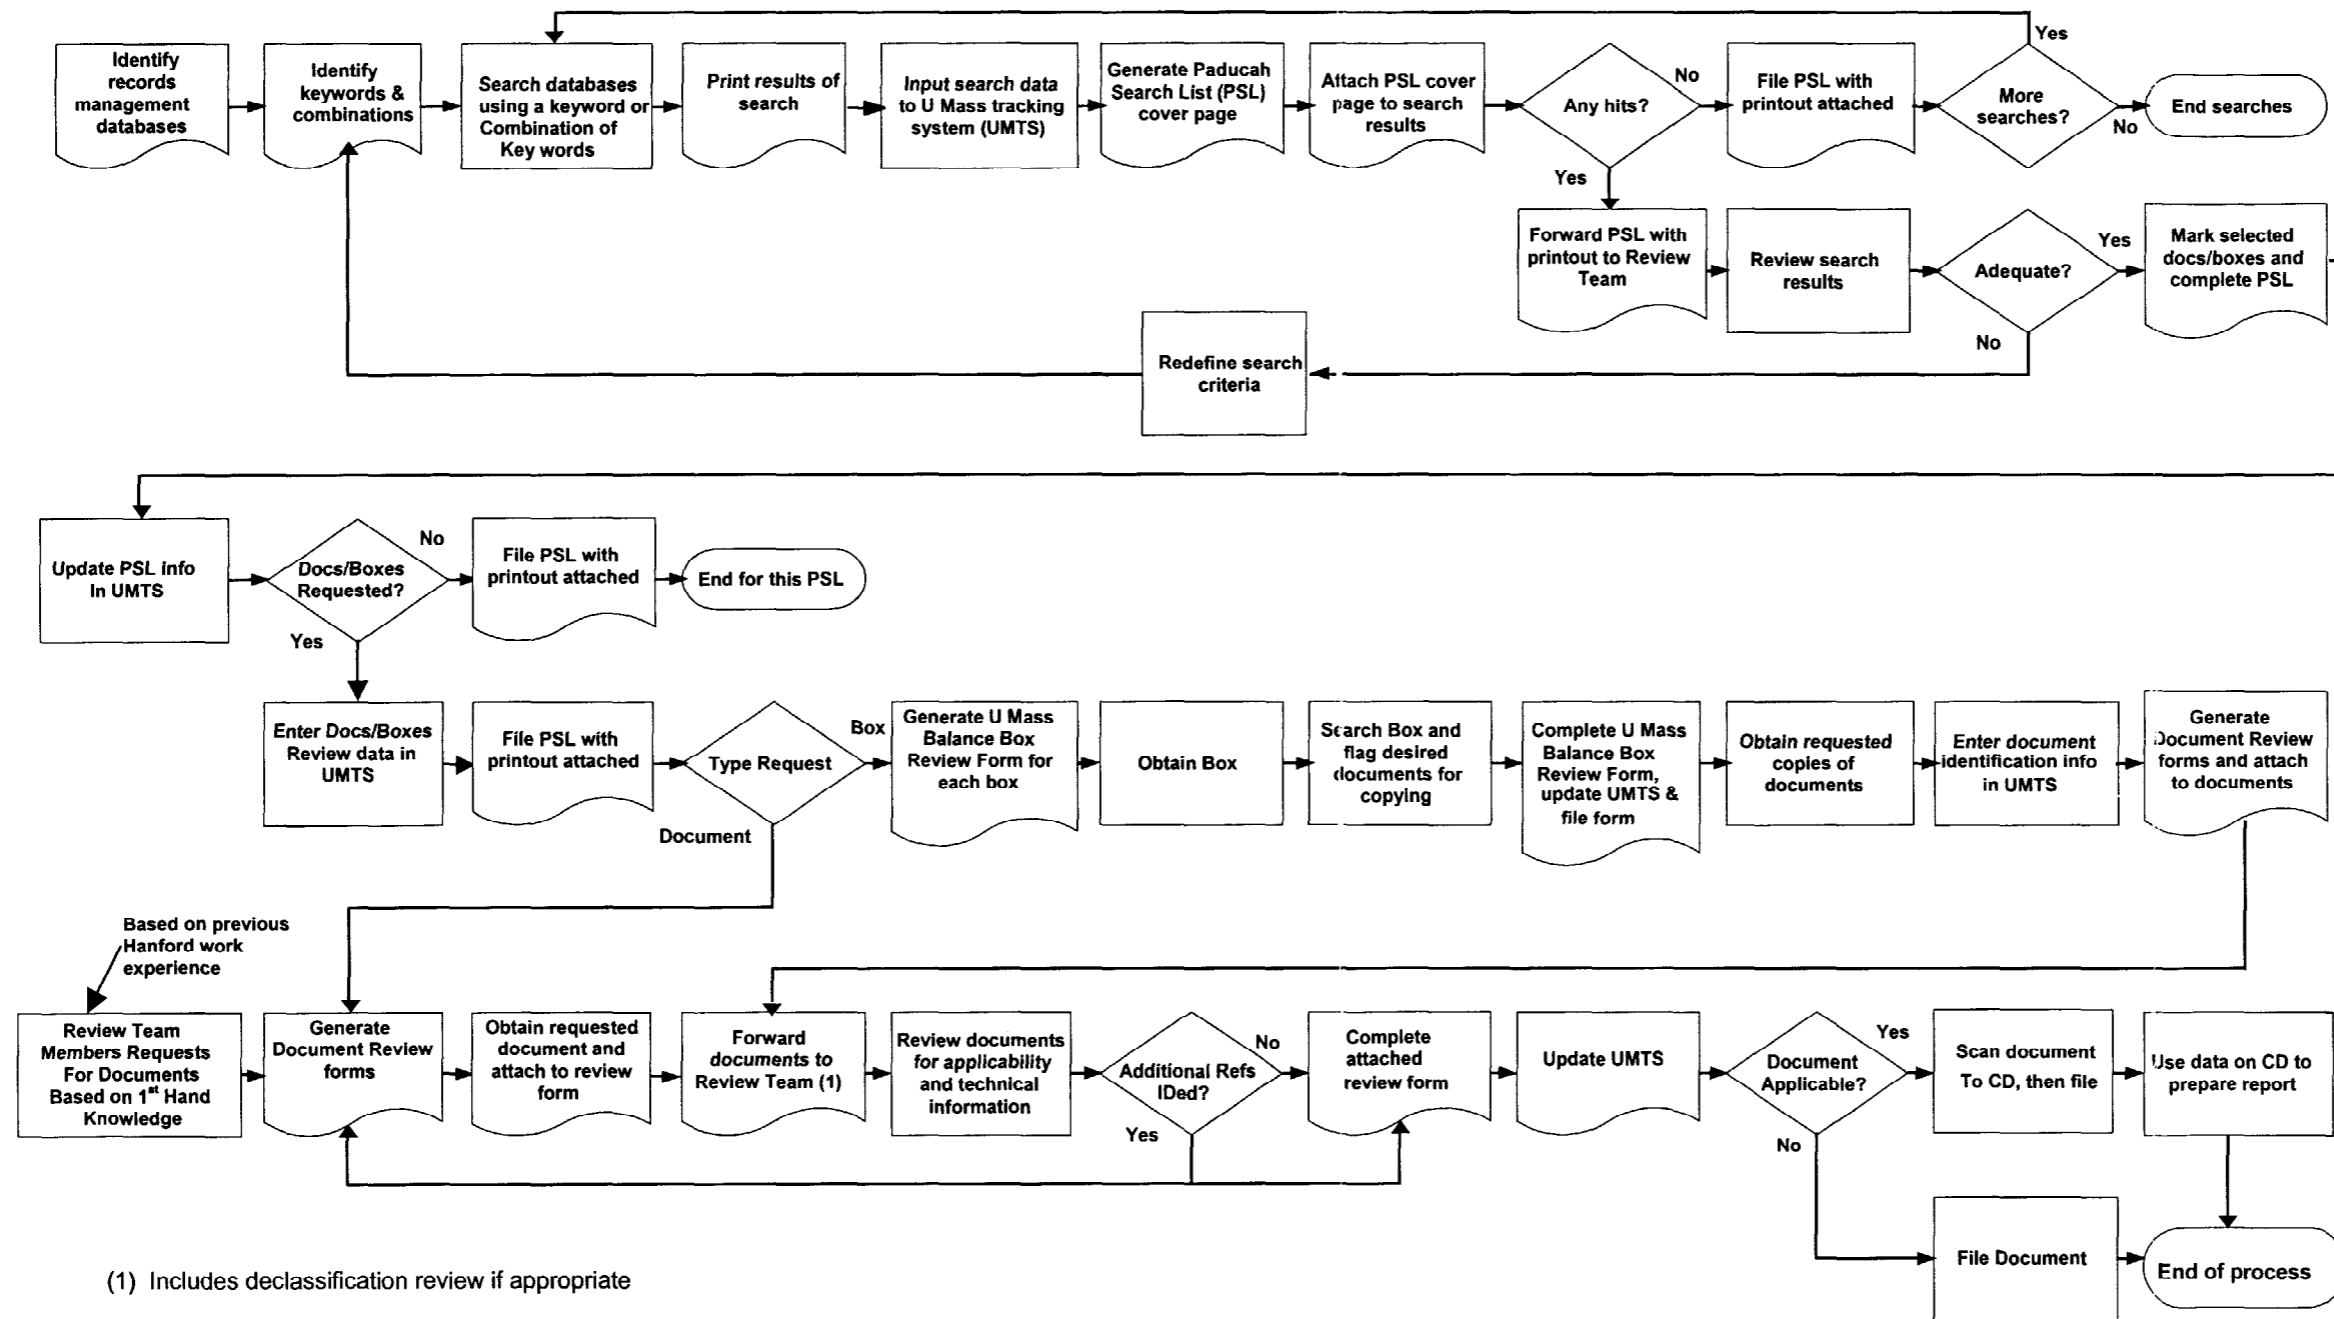 Identify
records
management
databases
Identify
keywords &
combinations
Search databases
using a keyword or
Combination of
Key words
Print results of
search
Input search data
to U Mass tracking
system (UMTS)
Generate Paducah
Search List (PSL)
cover page
Attach PSL cover
page to search
results
Any hits?
No
Yes
File PSL with
printout attached
More
searches?
Yes
No
End searches
Forward PSL with
printout to Review
Team
Review search
results
Adequate?
Yes
No
Mark selected
docs/boxes and
complete PSL
Redefine search
criteria
Update PSL info
In UMTS
Docs/Boxes
Requested?
No
Yes
File PSL with
printout attached
End for this PSL
Enter Docs/Boxes
Review data in
UMTS
File PSL with
printout attached
Type Request
Box
Document
Generate U Mass
Balance Box
Review Form for
each box
Obtain Box
Search Box and
flag desired
documents for
copying
Complete U Mass
Balance Box
Review Form,
update UMTS &
file form
Obtain requested
copies of
documents
Enter document
identification info
in UMTS
Generate
Document Review
forms and attach
to documents
Based on previous
Hanford work
experience
Review Team
Members Requests
For Documents
Based on 1st Hand
Knowledge
Generate
Document Review
forms
Obtain requested
document and
attach to review
form
Forward
documents to
Review Team (1)
Review documents
for applicability
and technical
information
Additional Refs
IDed?
No
Yes
Complete
attached
review form
Update UMTS
Document
Applicable?
Yes
No
Scan document
To CD, then file
Use data on CD to
prepare report
File Document
End of process
(1) Includes declassification review if appropriate